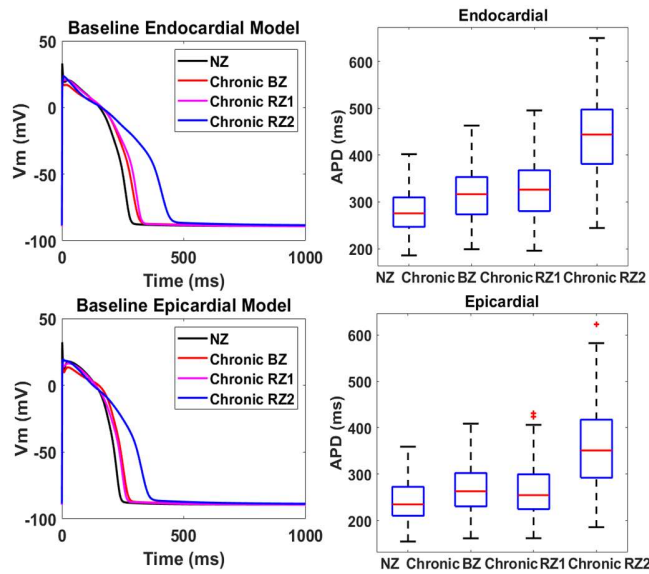 Baseline Endocardial Model
50
0
-50
-100
Vm (mV)
NZ
Chronic BZ
Chronic RZ1
Chronic RZ2
0
500
1000
Time (ms)
Endocardial
600
500
400
300
200
APD (ms)
NZ Chronic BZ Chronic RZ1 Chronic RZ2
Baseline Epicardial Model
50
0
-50
-100
Vm (mV)
NZ
Chronic BZ
Chronic RZ1
Chronic RZ2
0
500
1000
Time (ms)
Epicardial
600
500
400
300
200
APD (ms)
NZ Chronic BZ Chronic RZ1 Chronic RZ2